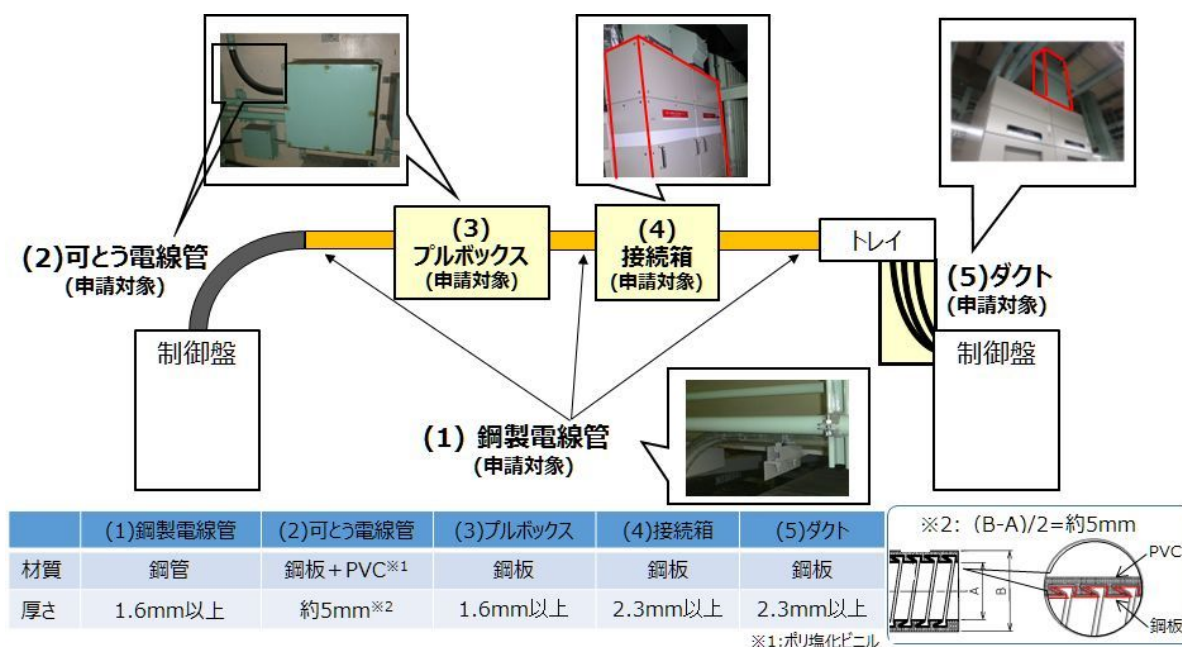 (2)可とう電線管
(申請対象)
(3)
プルボックス
(申請対象)
(4)
接続箱
(申請対象)
トレイ
(5)ダクト
(申請対象)
制御盤
制御盤
(1) 鋼製電線管
(申請対象)
(1)鋼製電線管 (2)可とう電線管 (3)プルボックス (4)接続箱 (5)ダクト
材質 鋼管 鋼板+PVC※1 鋼板 鋼板 鋼板
厚さ 1.6mm以上 約5mm※2 1.6mm以上 2.3mm以上 2.3mm以上
※1:ポリ塩化ビニル
※2: (B-A)/2=約5mm
PVC
A
B
鋼板